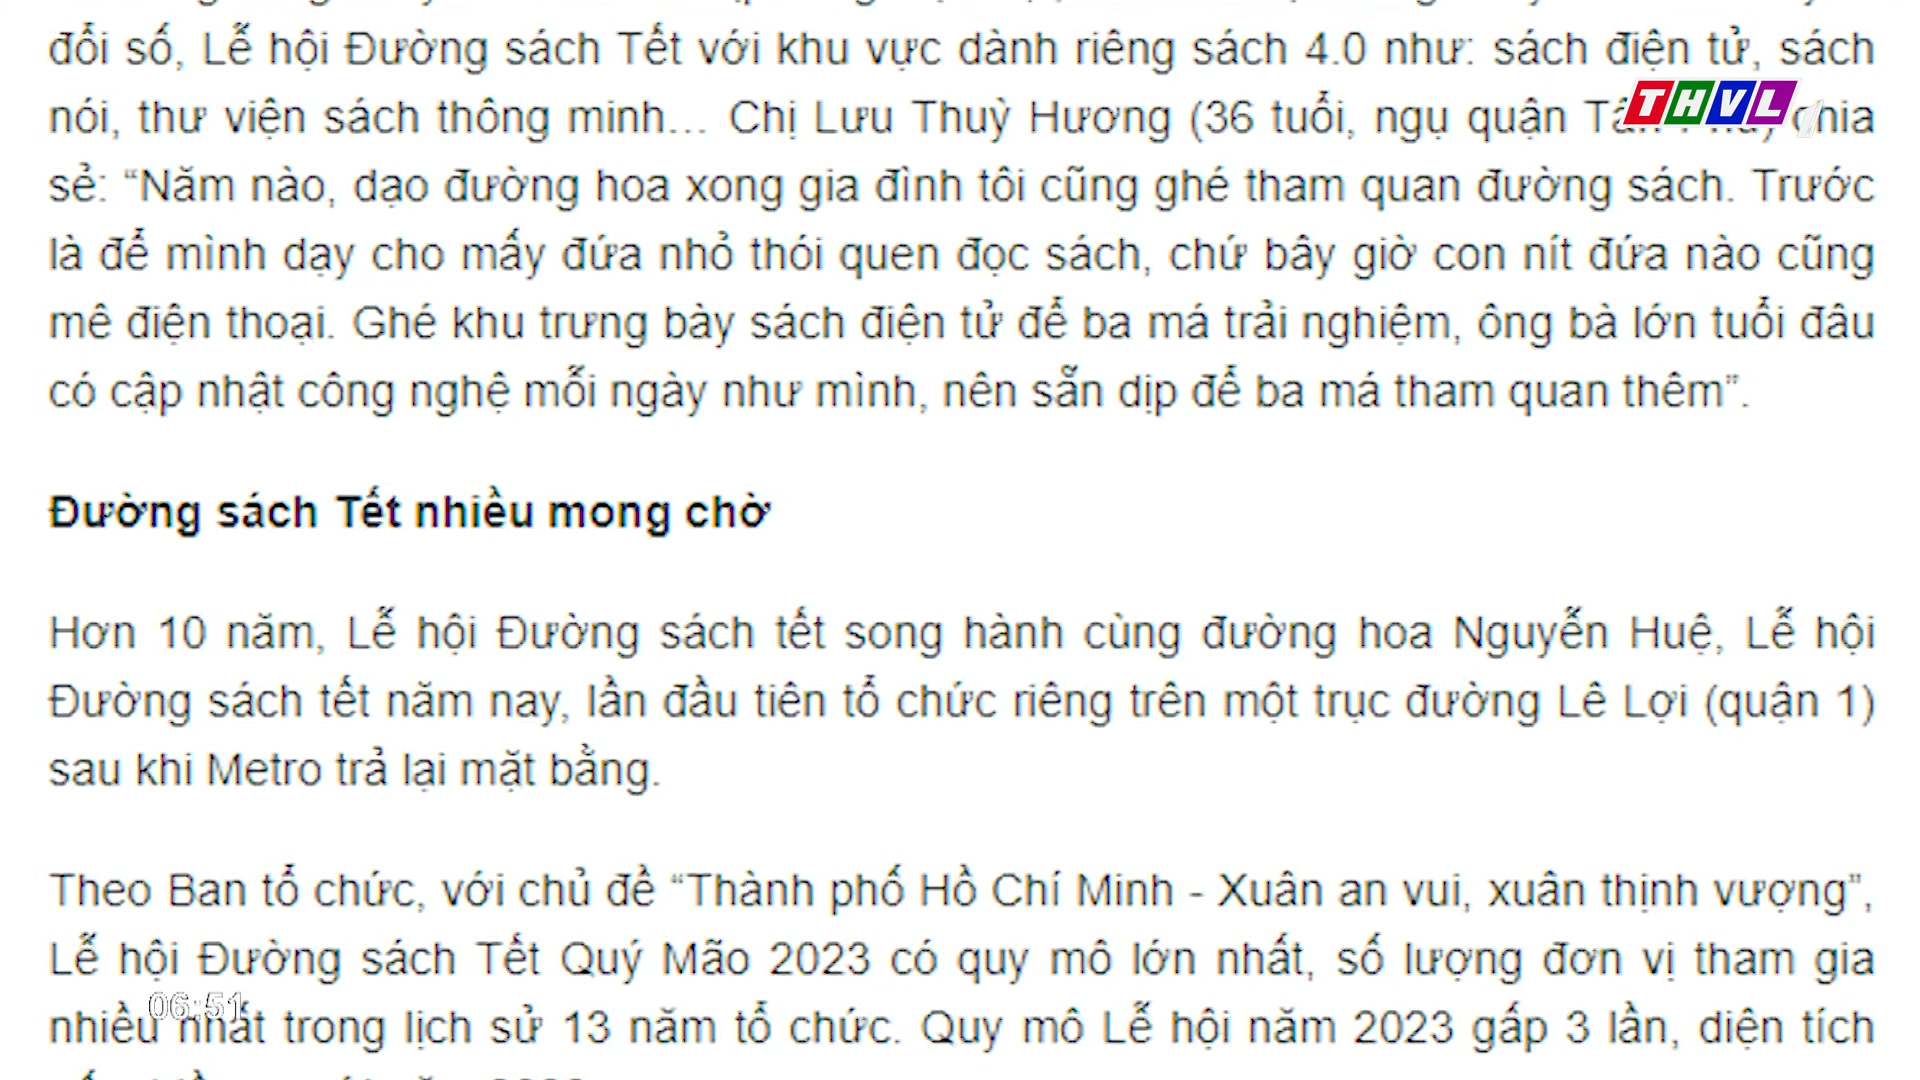 đổi số, Lễ hội Đường sách Tết với khu vực dành riêng sách 4.0 như: sách điện tử, sách
nói, thư viện sách thông minh... Chị Lưu Thuỳ Hương (36 tuổi, ngụ quận chia
THVL
sẻ: “Năm nào, dạo đường hoa xong gia đình tôi cũng ghé tham quan đường sách. Trước
là để mình dạy cho mấy đứa nhỏ thói quen đọc sách, chứ bây giờ con nít đứa nào cũng
mê điện thoại. Ghé khu trưng bày sách điện tử để ba má trải nghiệm, ông bà lớn tuổi đâu
có cập nhật công nghệ mỗi ngày như mình, nên sẵn dịp để ba má tham quan thêm”.
Đường sách Tết nhiều mong chờ
Hơn 10 năm, Lễ hội Đường sách tết song hành cùng đường hoa Nguyễn Huệ, Lễ hội
Đường sách tết năm nay, lần đầu tiên tổ chức riêng trên một trục đường Lê Lợi (quận 1)
sau khi Metro trả lại mặt bằng.
Theo Ban tổ chức, với chủ đề “Thành phố Hồ Chí Minh - Xuân an vui, xuân thịnh vượng”,
Lễ hội Đường sách Tết Quý Mão 2023 có quy mô lớn nhất, số lượng đơn vị tham gia
06:51
nhiều nhất trong lịch sử 13 năm tổ chức. Quy mô Lễ hội năm 2023 gấp 3 lần, diện tích